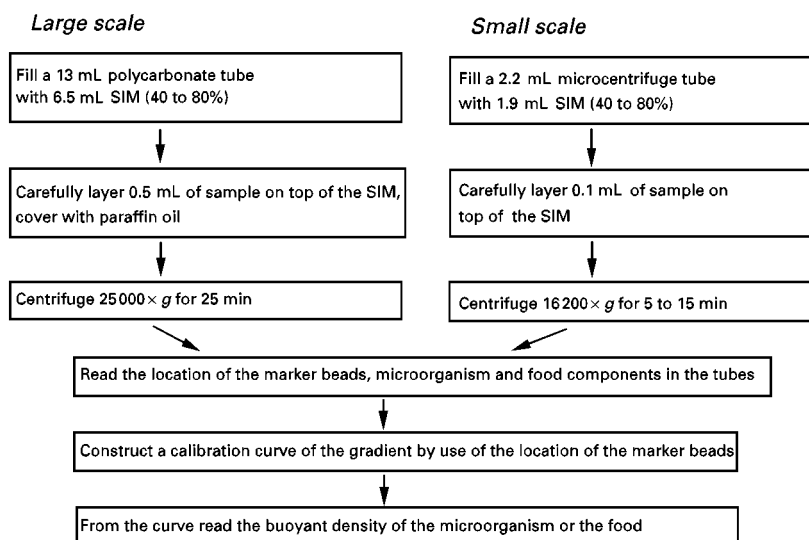 Large scale
Fill a 13 mL polycarbonate tube
with 6.5 mL SIM (40 to 80%)
Carefully layer 0.5 mL of sample on top of the SIM,
cover with paraffin oil
Centrifuge 25 000 × g for 25 min
Small scale
Fill a 2.2 mL microcentrifuge tube
with 1.9 mL SIM (40 to 80%)
Carefully layer 0.1 mL of sample on
top of the SIM
Centrifuge 16 200 × g for 5 to 15 min
Read the location of the marker beads, microorganism and food components in the tubes
Construct a calibration curve of the gradient by use of the location of the marker beads
From the curve read the buoyant density of the microorganism or the food